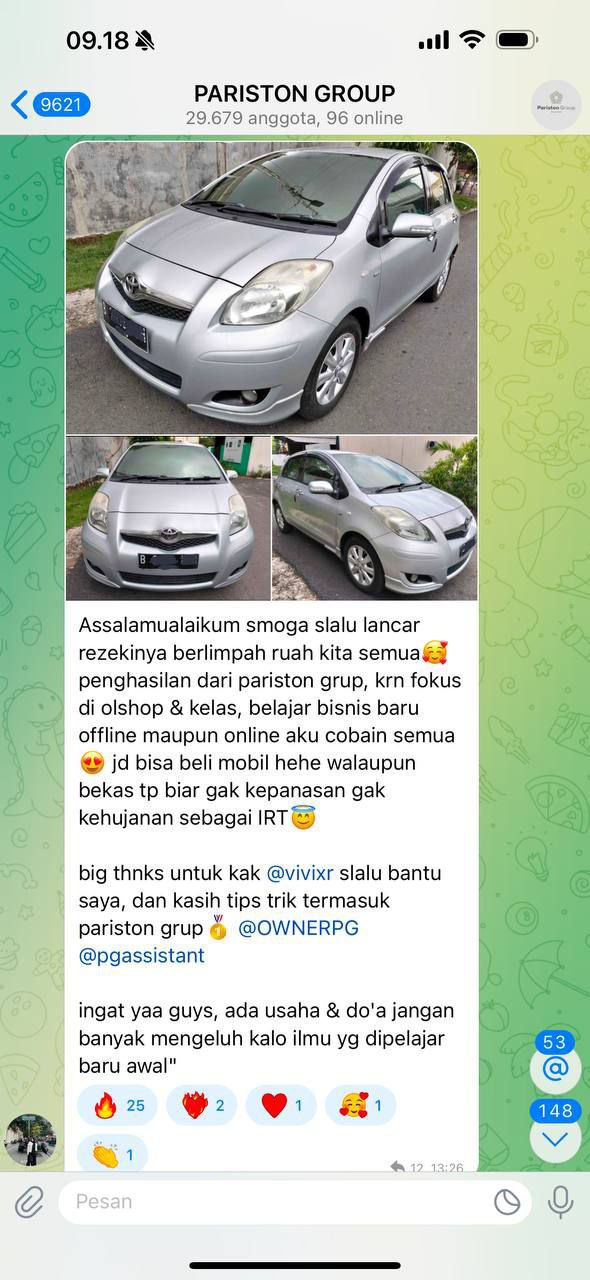 09.18
9621
PARISTON GROUP
29.679 anggota, 96 online
Pariston Group
B
Assalamualaikum smoga slalu lancar
rezekinya berlimpah ruah kita semua🥰
penghasilan dari pariston grup, krn fokus
di olshop & kelas, belajar bisnis baru
offline maupun online aku cobain semua
😍 jd bisa beli mobil hehe walaupun
bekas tp biar gak kepanasan gak
kehujanan sebagai IRT😇
big thnks untuk kak @vivixr slalu bantu
saya, dan kasih tips trik termasuk
pariston grup🏅 @OWNERPG
@pgassistant
ingat yaa guys, ada usaha & do'a jangan
banyak mengeluh kalo ilmu yg dipelajar
baru awal"
🔥 25
❤️‍🔥 2
❤️ 1
🥰 1
👏 1
12 13:26
53
@
148
Pesan